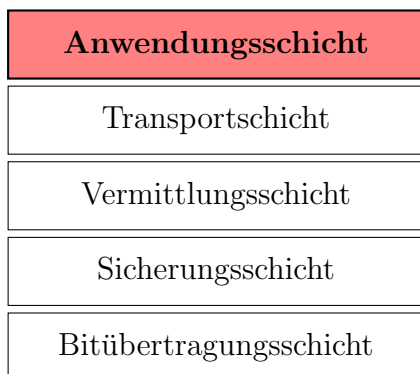 Anwendungsschicht
Transportschicht
Vermittlungsschicht
Sicherungsschicht
Bitübertragungsschicht